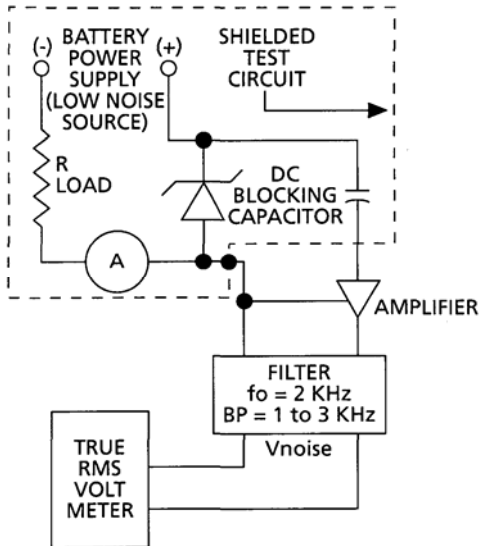 (-)
BATTERY
POWER
SUPPLY
(LOW NOISE
SOURCE)
(+)
SHIELDED
TEST
CIRCUIT
R
LOAD
DC
BLOCKING
CAPACITOR
A
AMPLIFIER
FILTER
fo = 2 KHz
BP = 1 to 3 KHz
Vnoise
TRUE
RMS
VOLT
METER